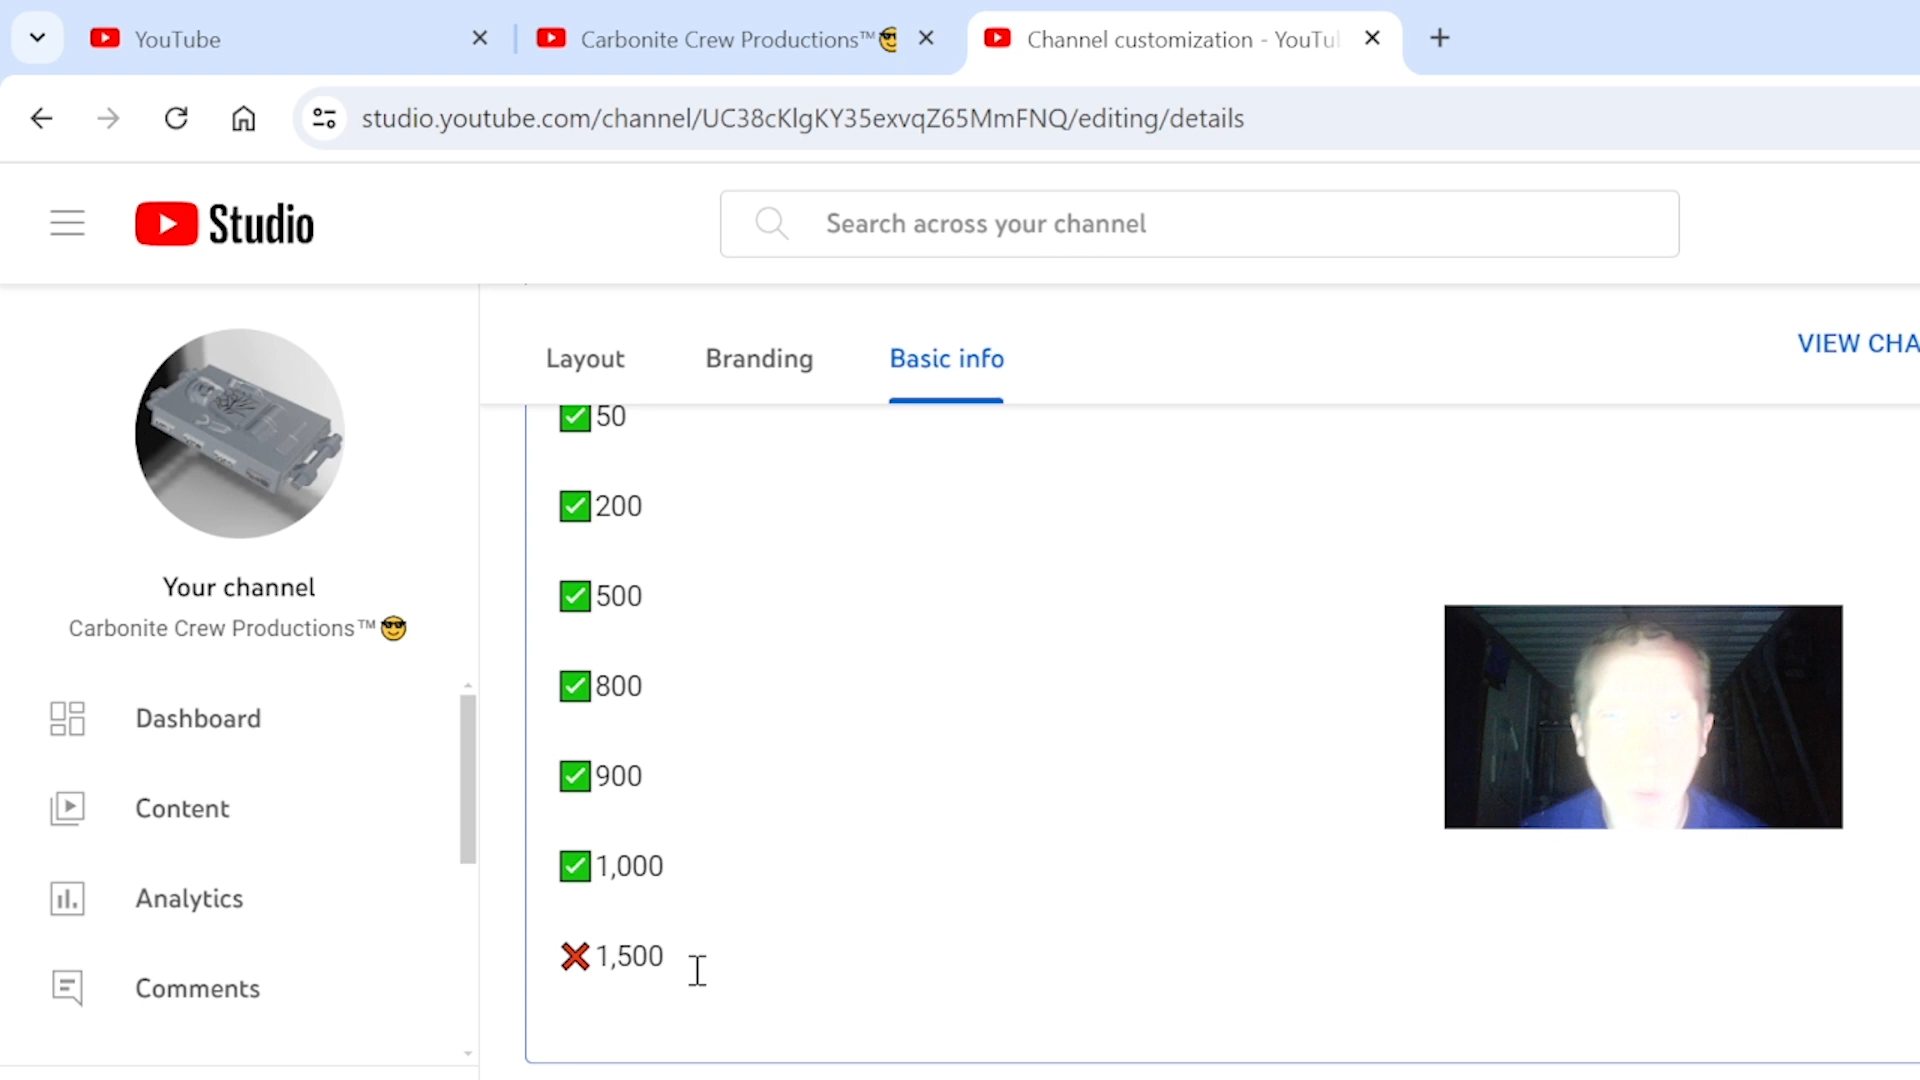 YouTube
Carbonite Crew Productions™😎
Channel customization - YouTu
studio.youtube.com/channel/UC38cKlgKY35exvqZ65MmFNQ/editing/details
Studio
Search across your channel
Layout
Branding
Basic info
VIEW CHA
Your channel
Carbonite Crew Productions™😎
Dashboard
Content
Analytics
Comments
✅50
✅200
✅500
✅800
✅900
✅1,000
❌1,500